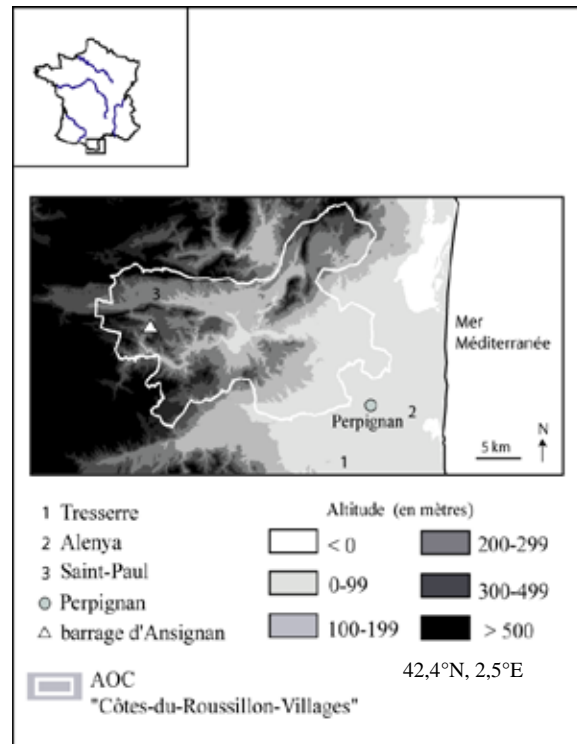 3
Mer
Méditerranée
Perpignan
2
N
5 km
1
1 Tresserre
2 Alenya
3 Saint-Paul
Perpignan
barrage d'Ansignan
AOC
"Côtes-du-Roussillon-Villages"
Altitude (en mètres)
< 0
0-99
100-199
200-299
300-499
> 500
42,4°N, 2,5°E